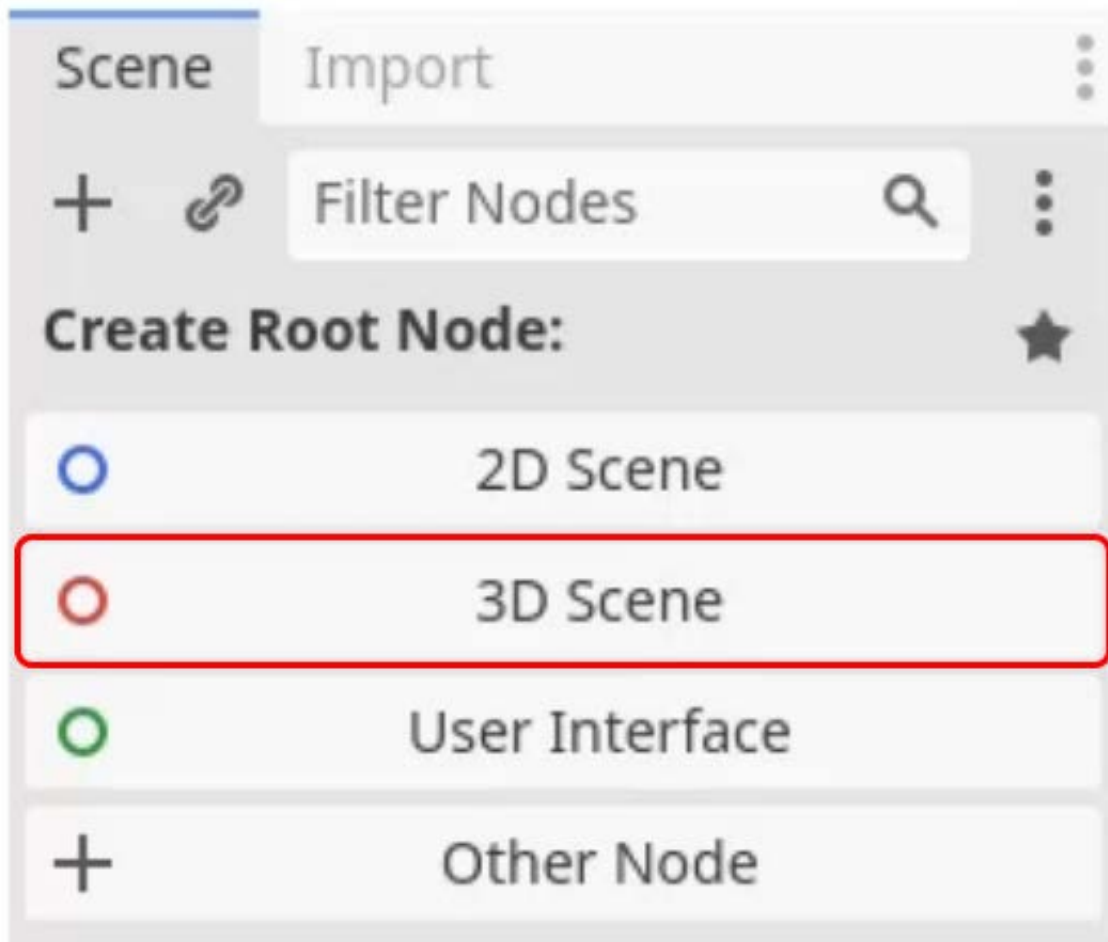 Scene Import
Filter Nodes
Create Root Node:
2D Scene
3D Scene
User Interface
Other Node